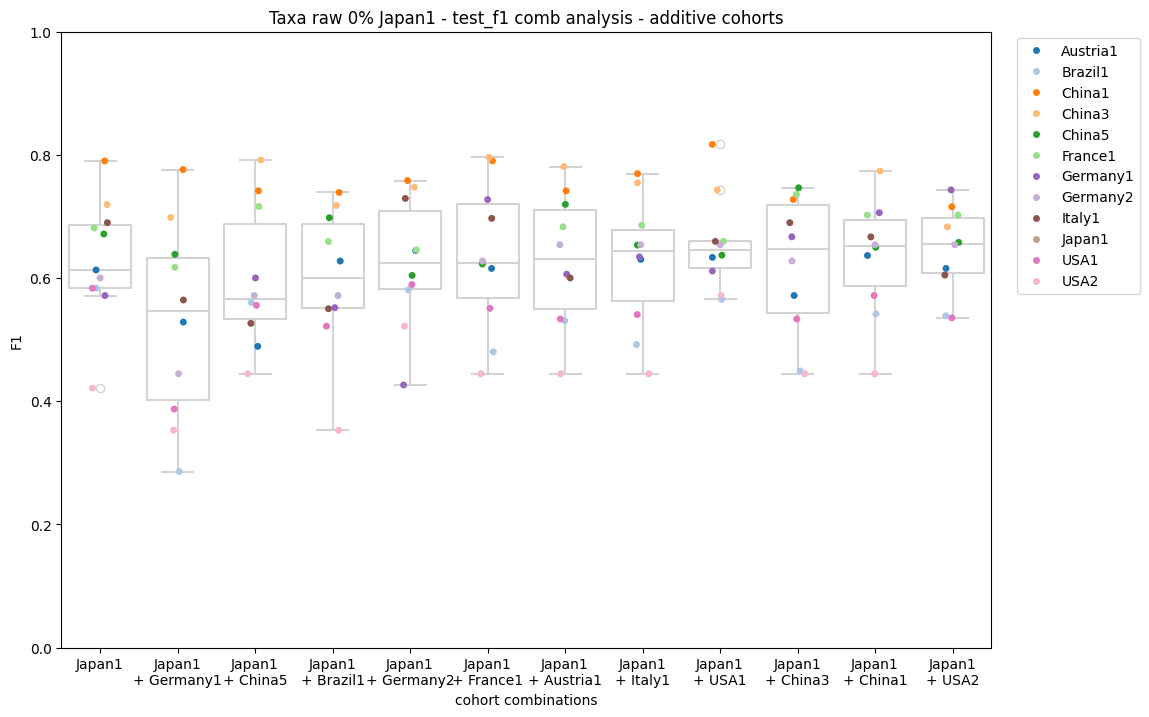 Taxa raw 0% Japan1 - test_f1 comb analysis - additive cohorts
1.0
0.8
0.6
0.4
0.2
0.0
F1
Japan1
Japan1
+ Germany1
Japan1
+ China5
Japan1
+ Brazil1
Japan1
+ Germany2
Japan1
+ France1
Japan1
+ Austria1
Japan1
+ Italy1
Japan1
+ USA1
Japan1
+ China3
Japan1
+ China1
Japan1
+ USA2
cohort combinations
Austria1
Brazil1
China1
China3
China5
France1
Germany1
Germany2
Italy1
Japan1
USA1
USA2